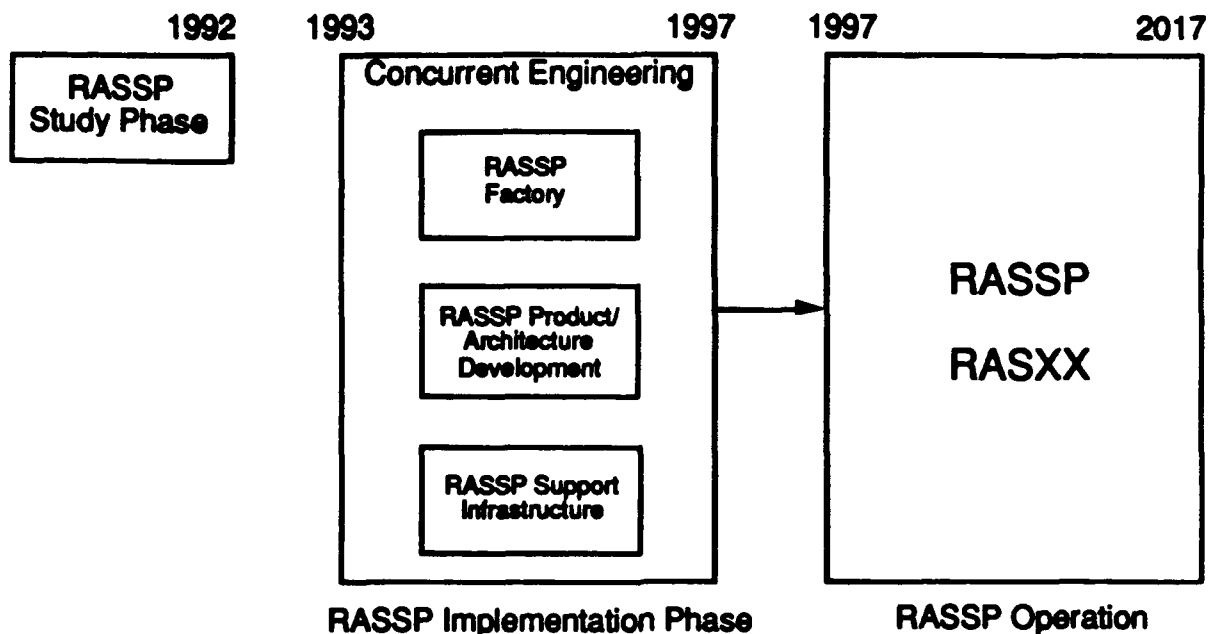 1992
RASSP
Study Phase
1993
1997
Concurrent Engineering
RASSP
Factory
RASSP Product/
Architecture
Development
RASSP Support
Infrastructure
RASSP Implementation Phase
1997
2017
RASSP
RASXX
RASSP Operation